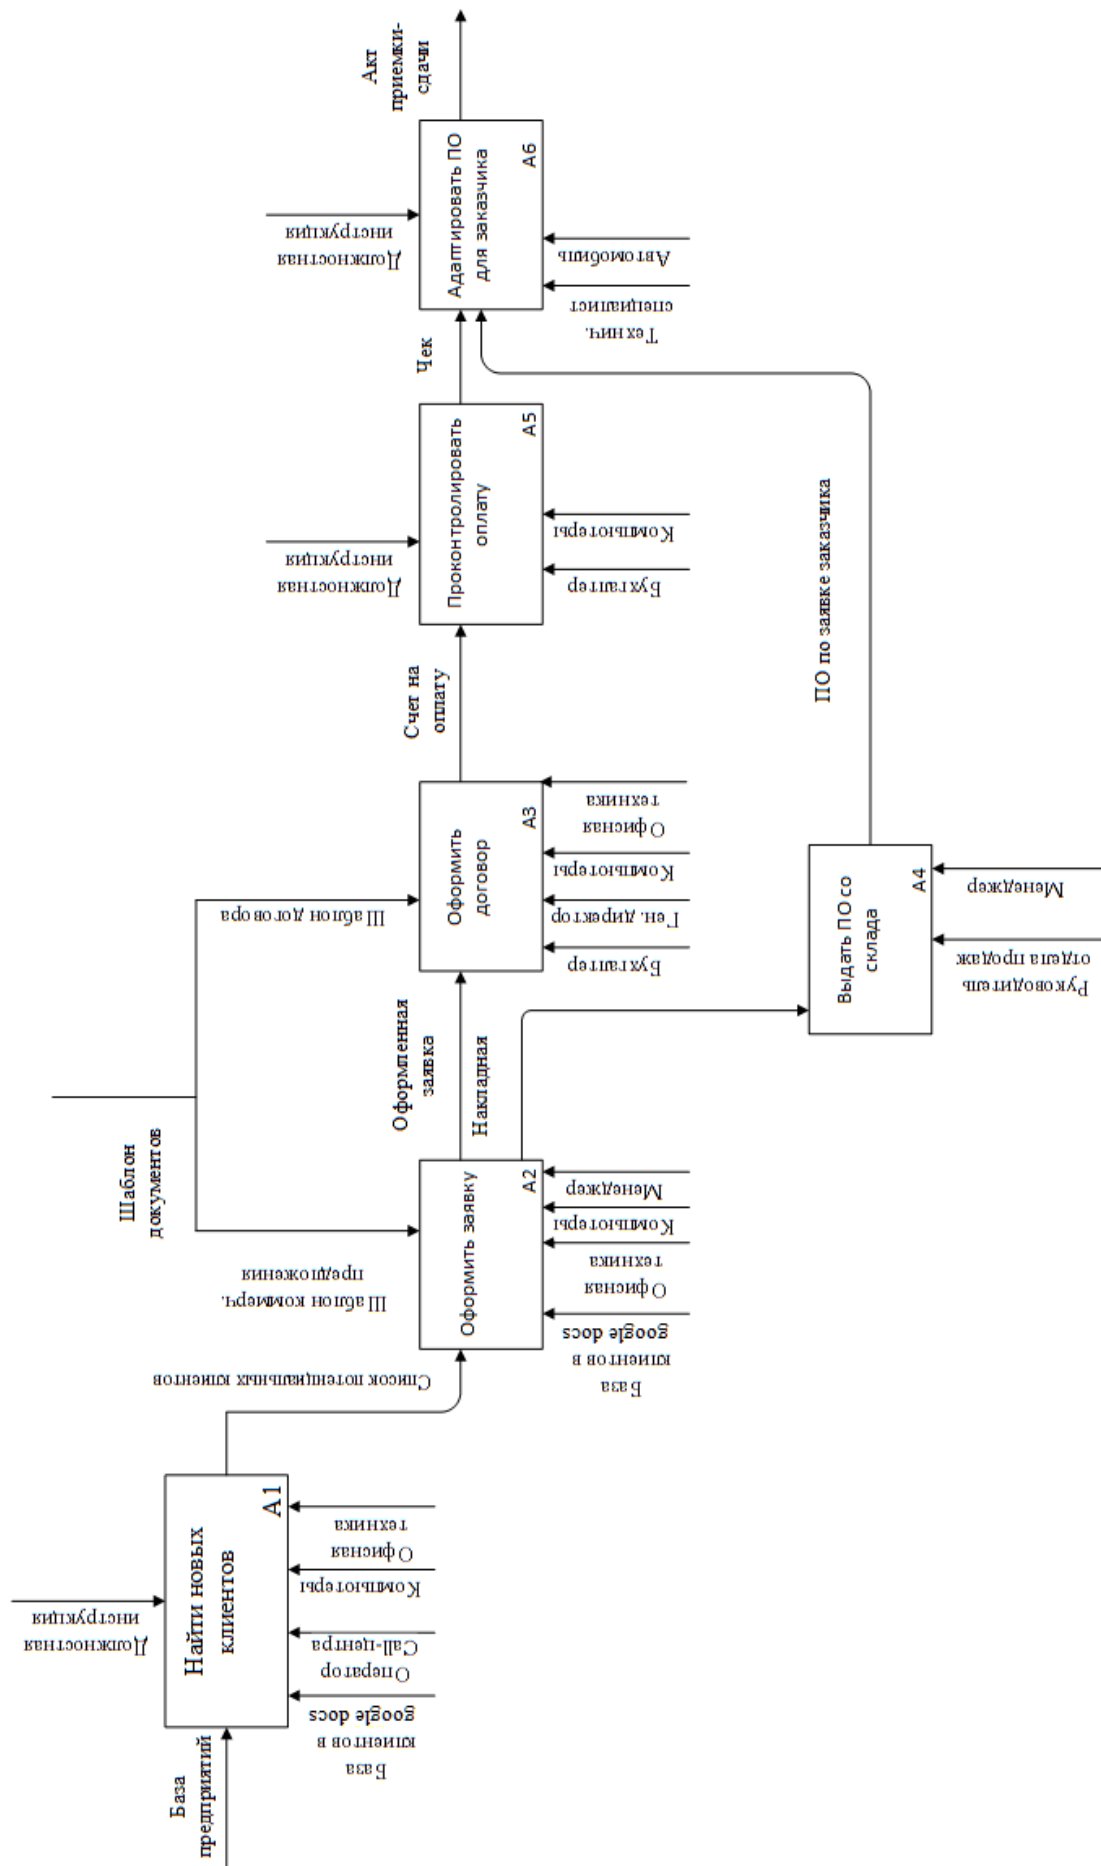 База
предприятий
Должностная
инструкция
Найти новых
клиентов
А1
База
клиентов в
google docs
Оператор
Call-центра
Компьютеры
Офисная
техника
Список потенциальных клиентов
Шаблон
документов
Шаблон коммерч.
предложения
Оформить заявку
А2
База
клиентов в
google docs
Офисная
техника
Компьютеры
Менеджер
Оформленная
заявка
Накладная
Шаблон договора
Оформить
договор
А3
Бухгалтер
Ген. директор
Компьютеры
Офисная
техника
Выдать ПО со
склада
А4
Руководитель
отдела продаж
Менеджер
ПО по заявке заказчика
Счет на
оплату
Должностная
инструкция
Проконтролировать
оплату
А5
Бухгалтер
Компьютеры
Чек
Должностная
инструкция
Адаптировать ПО
для заказчика
А6
Технич.
специалист
Автомобиль
Акт
приемки-
сдачи